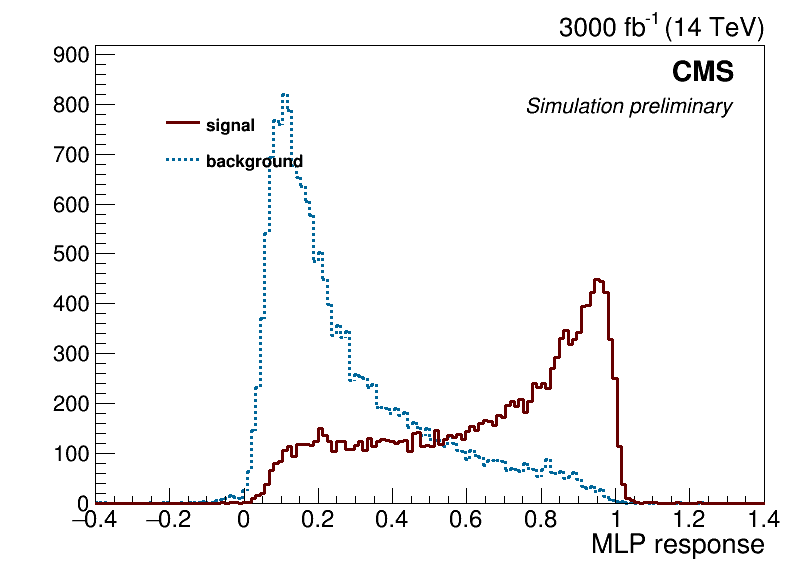 3000 fb⁻¹ (14 TeV)
CMS
Simulation preliminary
signal
background
900
800
700
600
500
400
300
200
100
0
−0.4 −0.2 0 0.2 0.4 0.6 0.8 1 1.2 1.4
MLP response